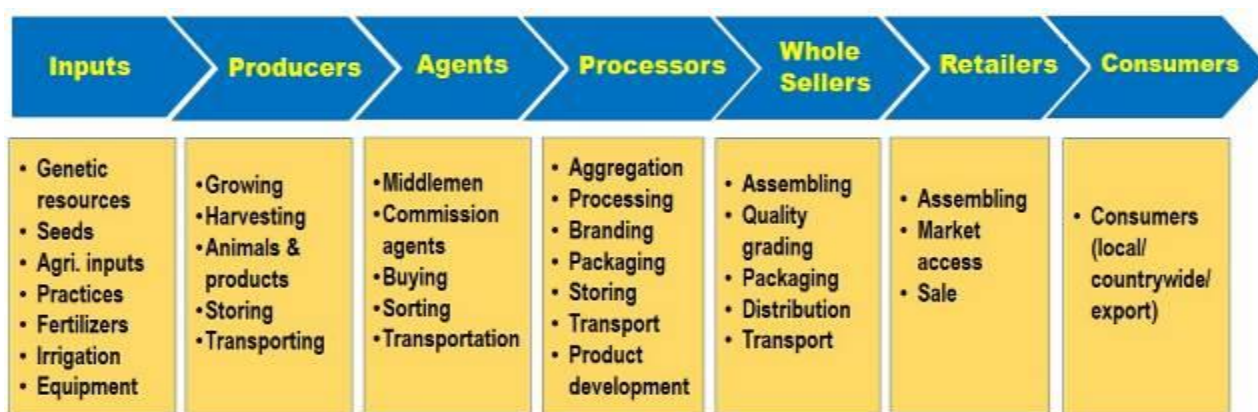 Inputs
Producers
Agents
Processors
Whole
Sellers
Retailers
Consumers
• Genetic
resources
• Seeds
• Agri. inputs
• Practices
• Fertilizers
• Irrigation
• Equipment
•Growing
•Harvesting
•Animals &
products
•Storing
•Transporting
•Middlemen
•Commission
agents
•Buying
•Sorting
•Transportation
• Aggregation
• Processing
• Branding
• Packaging
• Storing
• Transport
• Product
development
• Assembling
• Quality
grading
• Packaging
• Distribution
• Transport
• Assembling
• Market
access
• Sale
• Consumers
(local/
countrywide/
export)